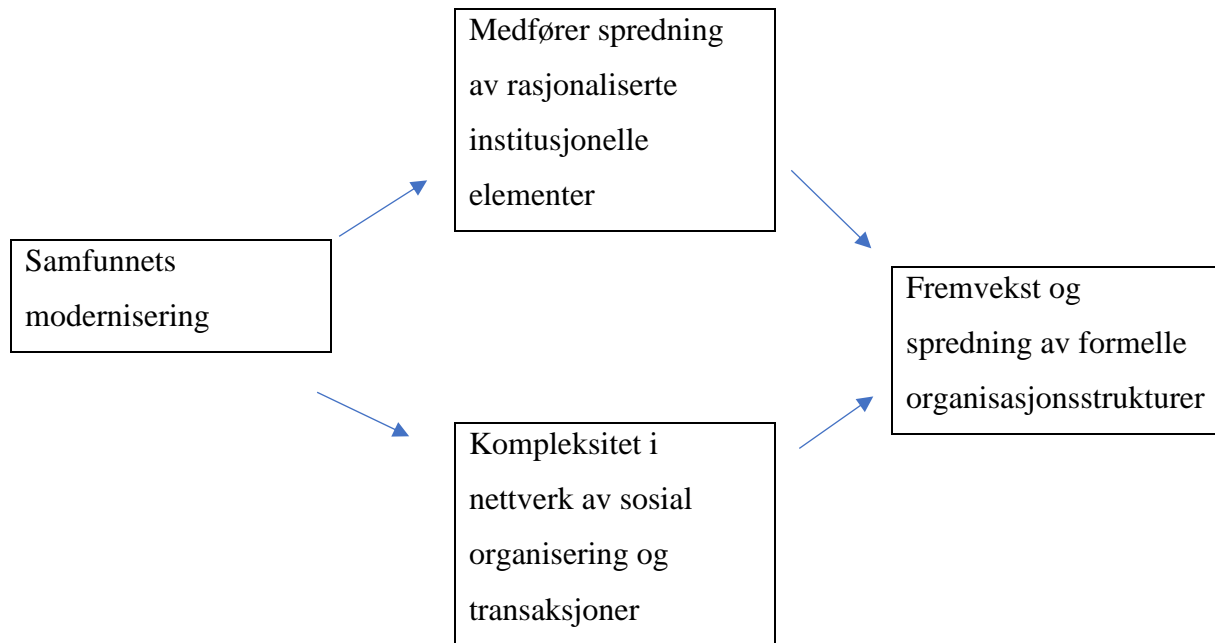 Medfører spredning
av rasjonaliserte
institusjonelle
elementer
Samfunnets
modernisering
Fremvekst og
spredning av formelle
organisasjonsstrukturer
Kompleksitet i
nettverk av sosial
organisering og
transaksjoner